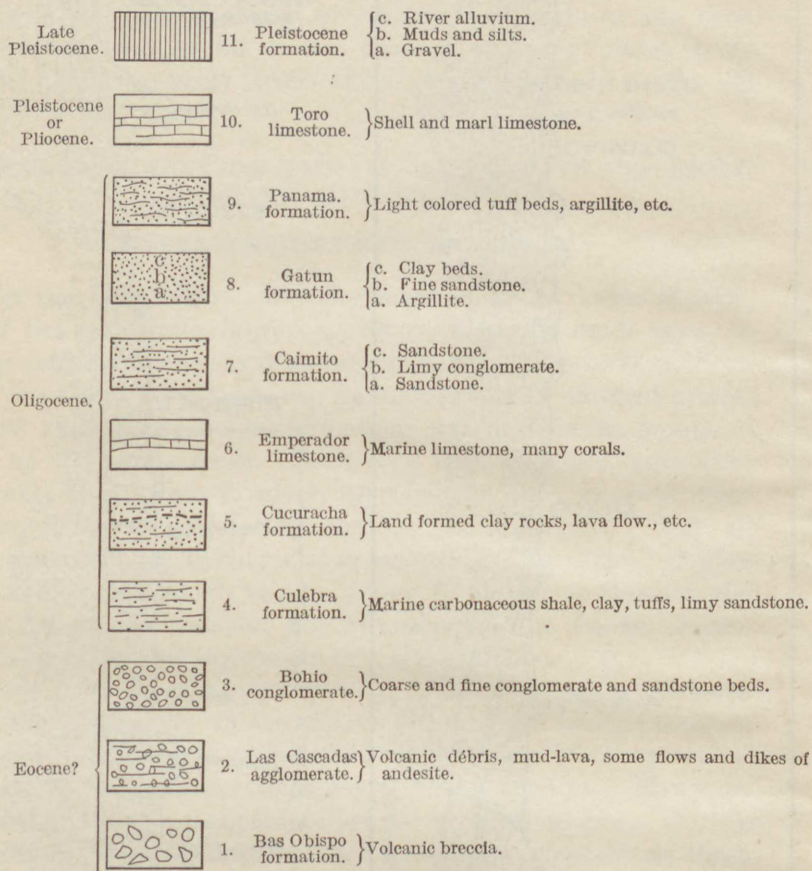 Late
Pleistocene.
11. Pleistocene
formation.
c. River alluvium.
b. Muds and silts.
a. Gravel.
Pleistocene
or
Pliocene.
10. Toro
limestone.
Shell and marl limestone.
Oligocene.
9. Panama.
formation.
Light colored tuff beds, argillite, etc.
c
b
a
8. Gatun
formation.
c. Clay beds.
b. Fine sandstone.
a. Argillite.
7. Caimito
formation.
c. Sandstone.
b. Limy conglomerate.
a. Sandstone.
6. Emperador
limestone.
Marine limestone, many corals.
5. Cucuracha
formation.
Land formed clay rocks, lava flow., etc.
4. Culebra
formation.
Marine carbonaceous shale, clay, tuffs, limy sandstone.
Eocene?
3. Bohio
conglomerate.
Coarse and fine conglomerate and sandstone beds.
2. Las Cascadas
agglomerate.
Volcanic débris, mud-lava, some flows and dikes of
andesite.
1. Bas Obispo
formation.
Volcanic breccia.